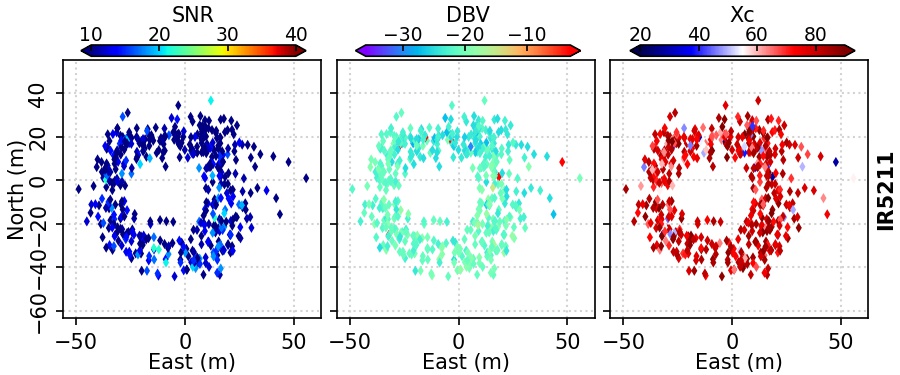 SNR DBV Xc
10 20 30 40 −30 −20 −10 20 40 60 80
North (m)
40
20
0
−20
−40
−60
−50 0 50 −50 0 50 −50 0 50
East (m) East (m) East (m)
IR5211